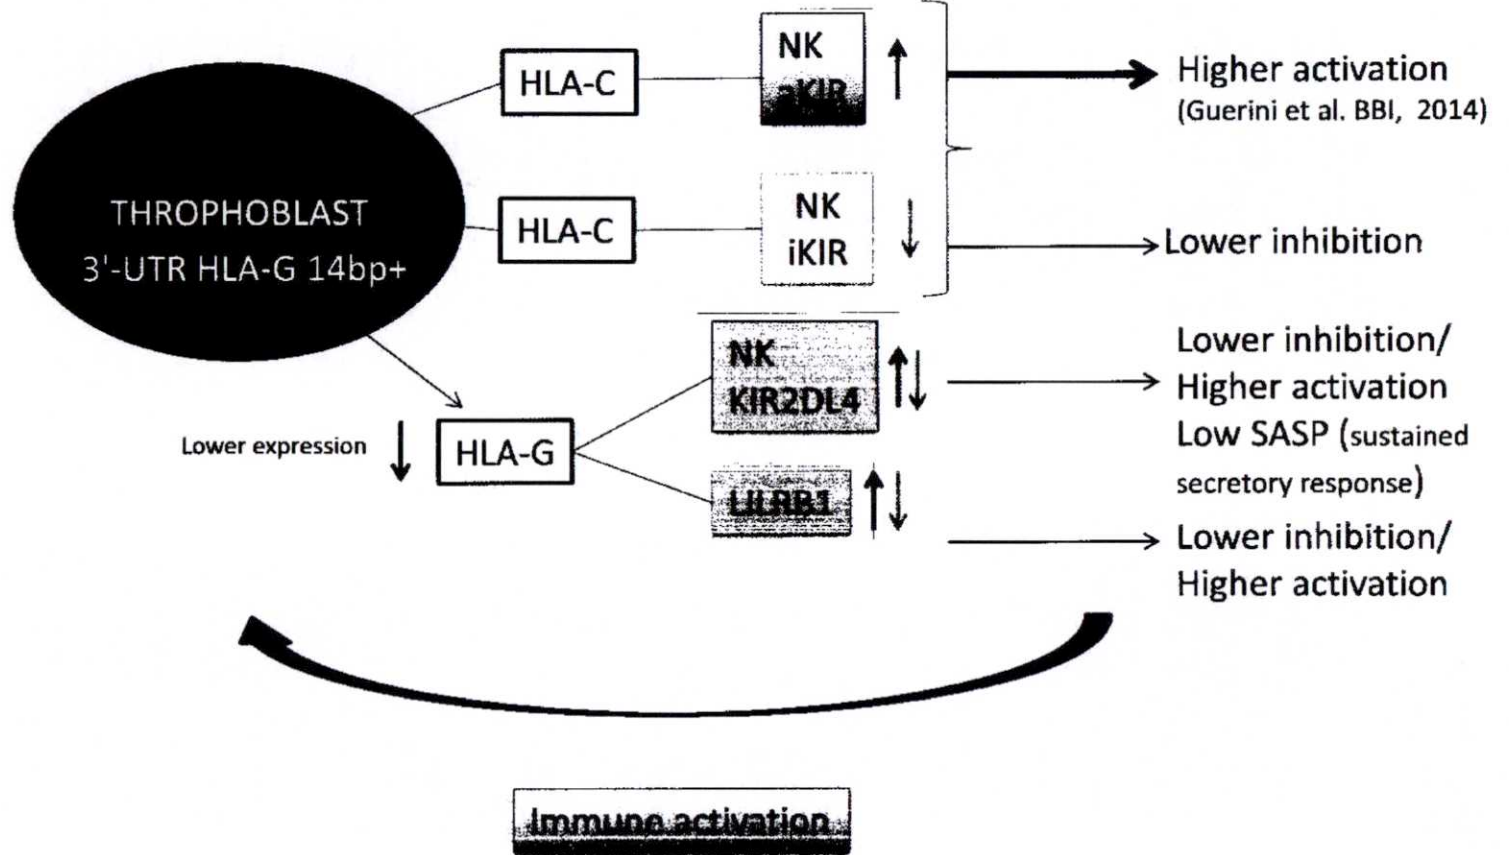 NK
aKIR
HLA-C
Higher activation
(Guerini et al. BBI, 2014)
THROPHOBLAST
3'-UTR HLA-G 14bp+
HLA-C
NK
iKIR
Lower inhibition
Lower expression
HLA-G
NK
KIR2DL4
LILRB1
Lower inhibition/
Higher activation
Low SASP (sustained
secretory response)
Lower inhibition/
Higher activation
Immune activation